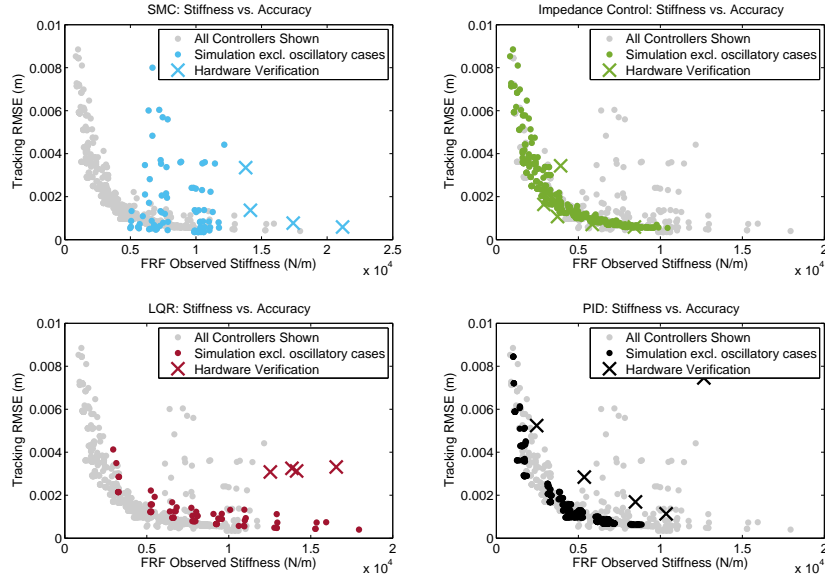 SMC: Stiffness vs. Accuracy
0.01
0.008
0.006
0.004
0.002
0
Tracking RMSE (m)
All Controllers Shown
Simulation excl. oscillatory cases
Hardware Verification
0 0.5 1 1.5 2 2.5
x 10^4
FRF Observed Stiffness (N/m)
Impedance Control: Stiffness vs. Accuracy
0.01
0.008
0.006
0.004
0.002
0
Tracking RMSE (m)
All Controllers Shown
Simulation excl. oscillatory cases
Hardware Verification
0 0.5 1 1.5 2
x 10^4
FRF Observed Stiffness (N/m)
LQR: Stiffness vs. Accuracy
0.01
0.008
0.006
0.004
0.002
0
Tracking RMSE (m)
All Controllers Shown
Simulation excl. oscillatory cases
Hardware Verification
0 0.5 1 1.5 2
x 10^4
FRF Observed Stiffness (N/m)
PID: Stiffness vs. Accuracy
0.01
0.008
0.006
0.004
0.002
0
Tracking RMSE (m)
All Controllers Shown
Simulation excl. oscillatory cases
Hardware Verification
0 0.5 1 1.5 2
x 10^4
FRF Observed Stiffness (N/m)